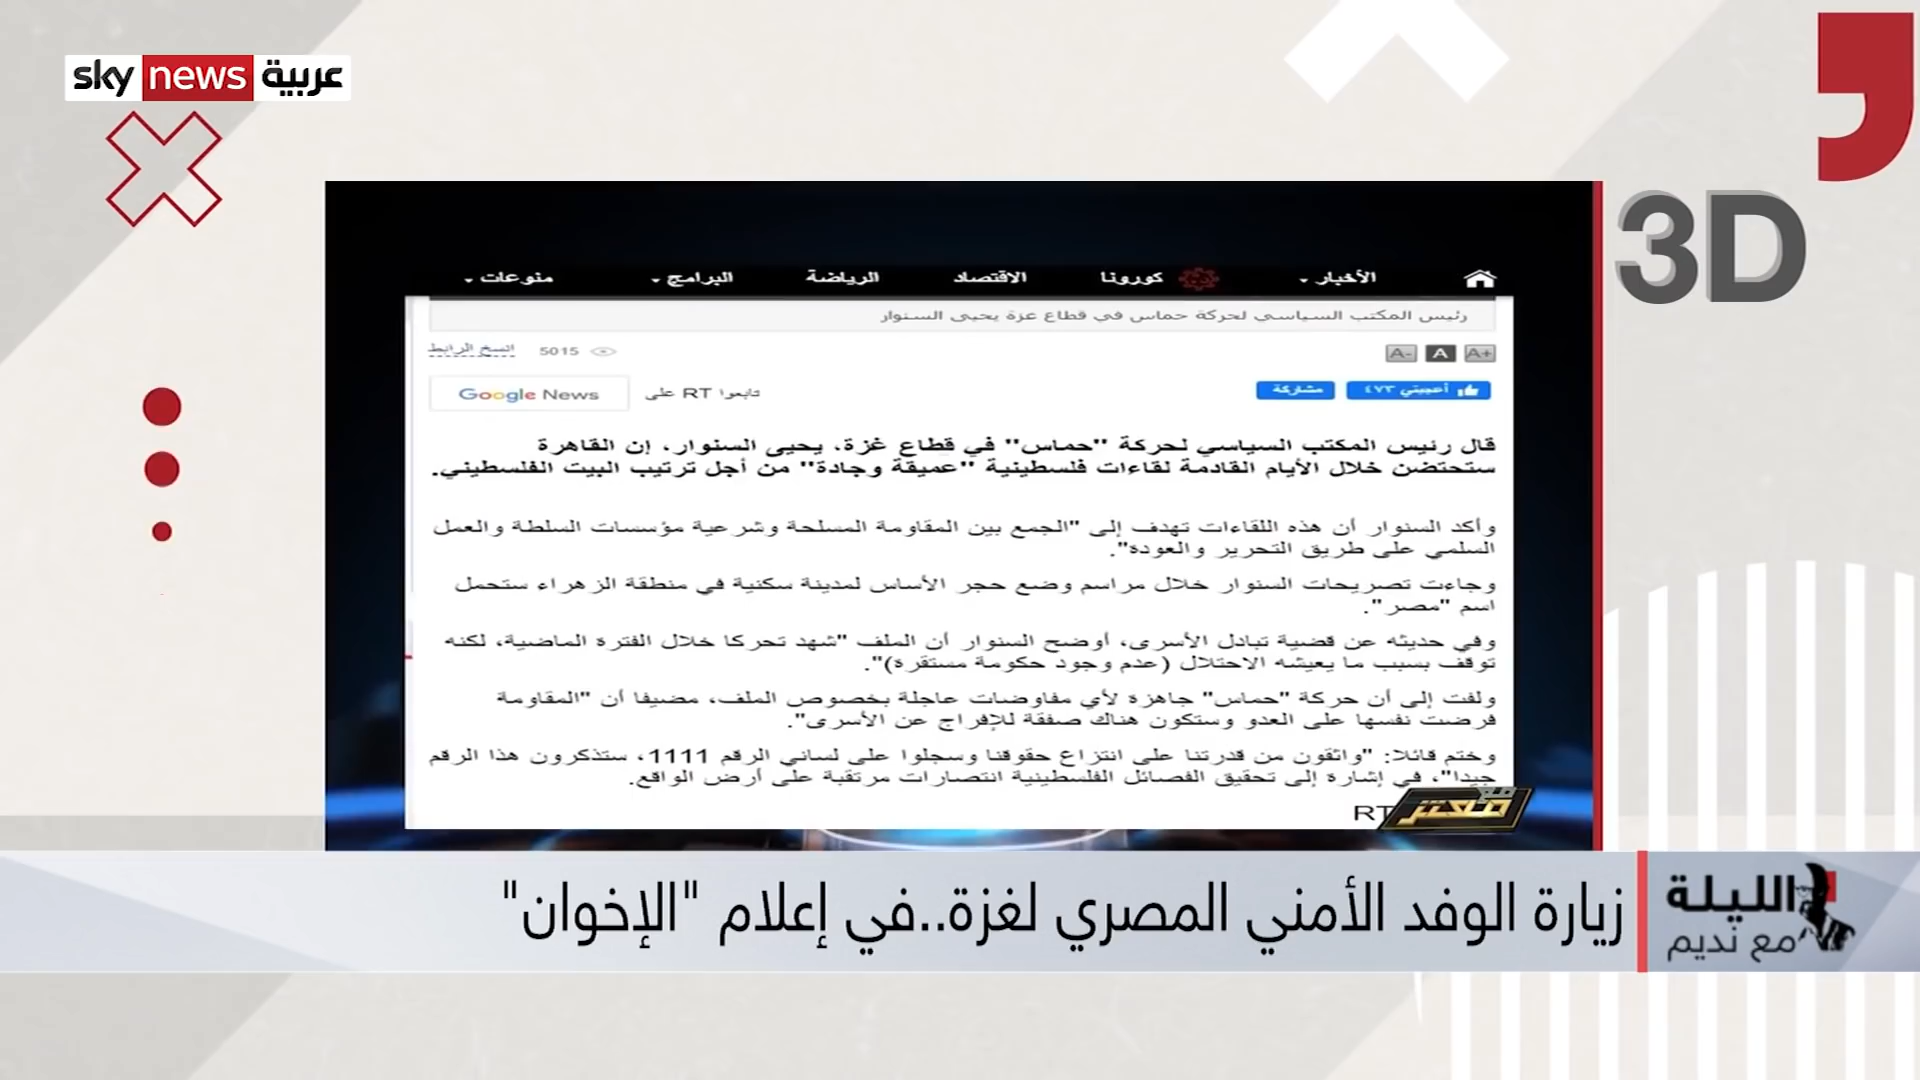 sky news عربية
3D
الأخبار
كورونا
الاقتصاد
الرياضة
البرامج
منوعات
رئيس المكتب السياسي لحركة حماس في قطاع غزة يحيى السنوار
A+ A A-
5015
انسخ الرابط
أعجبني ٤٧٣
مشاركة
تابعوا RT على
Google News
قال رئيس المكتب السياسي لحركة "حماس" في قطاع غزة، يحيى السنوار، إن القاهرة
ستحتضن خلال الأيام القادمة لقاءات فلسطينية "عميقة وجادة" من أجل ترتيب البيت الفلسطيني.
وأكد السنوار أن هذه اللقاءات تهدف إلى "الجمع بين المقاومة المسلحة وشرعية مؤسسات السلطة والعمل
السلمي على طريق التحرير والعودة".
وجاءت تصريحات السنوار خلال مراسم وضع حجر الأساس لمدينة سكنية في منطقة الزهراء ستحمل
اسم "مصر".
وفي حديثه عن قضية تبادل الأسرى، أوضح السنوار أن الملف "شهد تحركا خلال الفترة الماضية، لكنه
توقف بسبب ما يعيشه الاحتلال (عدم وجود حكومة مستقرة)".
ولفت إلى أن حركة "حماس" جاهزة لأي مفاوضات عاجلة بخصوص الملف، مضيفا أن "المقاومة
فرضت نفسها على العدو وستكون هناك صفقة للإفراج عن الأسرى".
وختم قائلا: "واثقون من قدرتنا على انتزاع حقوقنا وسجلوا على لساني الرقم 1111، ستذكرون هذا الرقم
جيدا"، في إشارة إلى تحقيق الفصائل الفلسطينية انتصارات مرتقبة على أرض الواقع.
RT
مع معتز
زيارة الوفد الأمني المصري لغزة..في إعلام "الإخوان"
الليلة
مع نديم